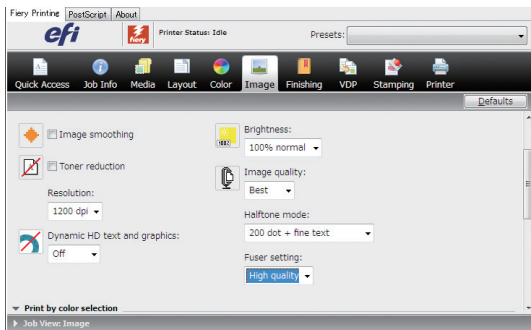 Fiery Printing PostScript About
efi fiery Printer Status: Idle Presets:
Quick Access Job Info Media Layout Color Image Finishing VDP Stamping Printer
Defaults
Image smoothing
Toner reduction
Resolution:
1200 dpi
Dynamic HD text and graphics:
Off
Brightness:
100% normal
Image quality:
Best
Halftone mode:
200 dot + fine text
Fuser setting:
High quality
Print by color selection
Job View: Image